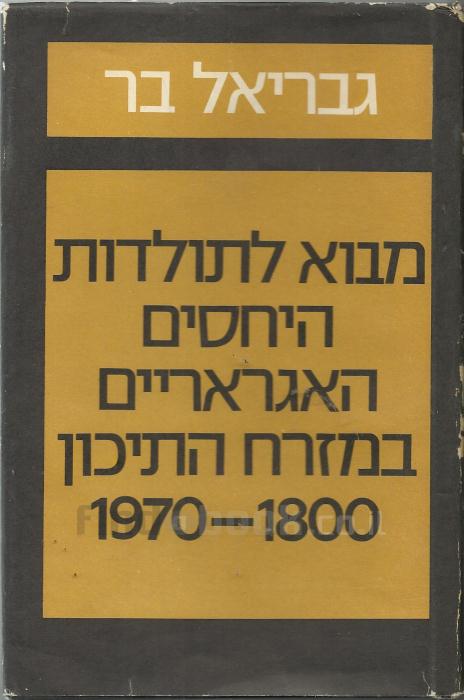 גבריאל בר
מבוא לתולדות
היחסים
האגראריים
במזרח התיכון
1970—1800